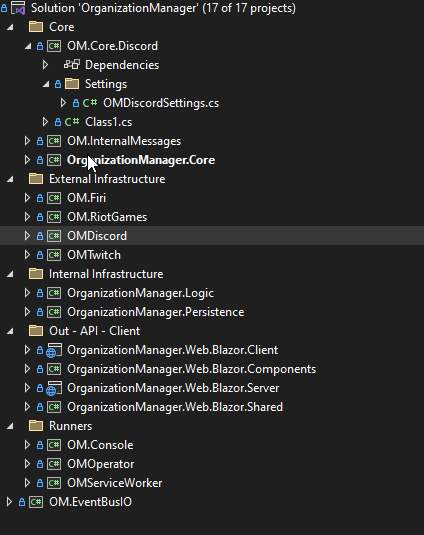 Solution 'OrganizationManager' (17 of 17 projects)
Core
C# OM.Core.Discord
Dependencies
Settings
C# OMDiscordSettings.cs
C# Class1.cs
C# OM.InternalMessages
C# OrganizationManager.Core
External Infrastructure
C# OM.Firi
C# OM.RiotGames
C# OMDiscord
C# OMTwitch
Internal Infrastructure
C# OrganizationManager.Logic
C# OrganizationManager.Persistence
Out - API - Client
OrganizationManager.Web.Blazor.Client
C# OrganizationManager.Web.Blazor.Components
OrganizationManager.Web.Blazor.Server
C# OrganizationManager.Web.Blazor.Shared
Runners
C# OM.Console
C# OMOperator
C# OMServiceWorker
C# OM.EventBusIO